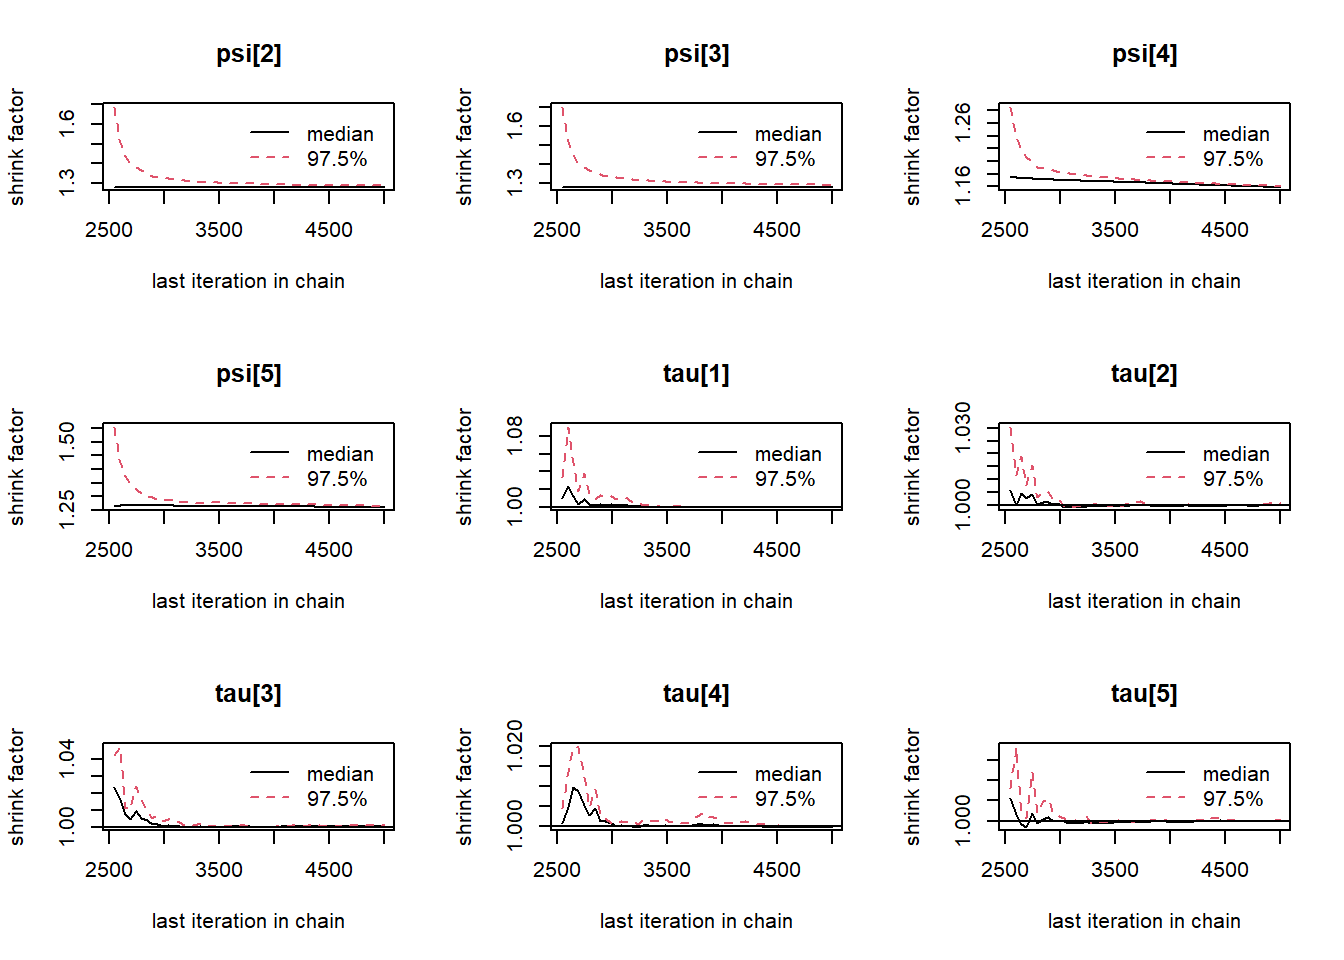 psi[2]
shrink factor
1.6
1.3
median
97.5%
2500 3500 4500
last iteration in chain
psi[3]
shrink factor
1.6
1.3
median
97.5%
2500 3500 4500
last iteration in chain
psi[4]
shrink factor
1.26
1.16
median
97.5%
2500 3500 4500
last iteration in chain
psi[5]
shrink factor
1.50
1.25
median
97.5%
2500 3500 4500
last iteration in chain
tau[1]
shrink factor
1.08
1.00
median
97.5%
2500 3500 4500
last iteration in chain
tau[2]
shrink factor
1.030
1.000
median
97.5%
2500 3500 4500
last iteration in chain
tau[3]
shrink factor
1.04
1.00
median
97.5%
2500 3500 4500
last iteration in chain
tau[4]
shrink factor
1.020
1.000
median
97.5%
2500 3500 4500
last iteration in chain
tau[5]
shrink factor
1.000
median
97.5%
2500 3500 4500
last iteration in chain